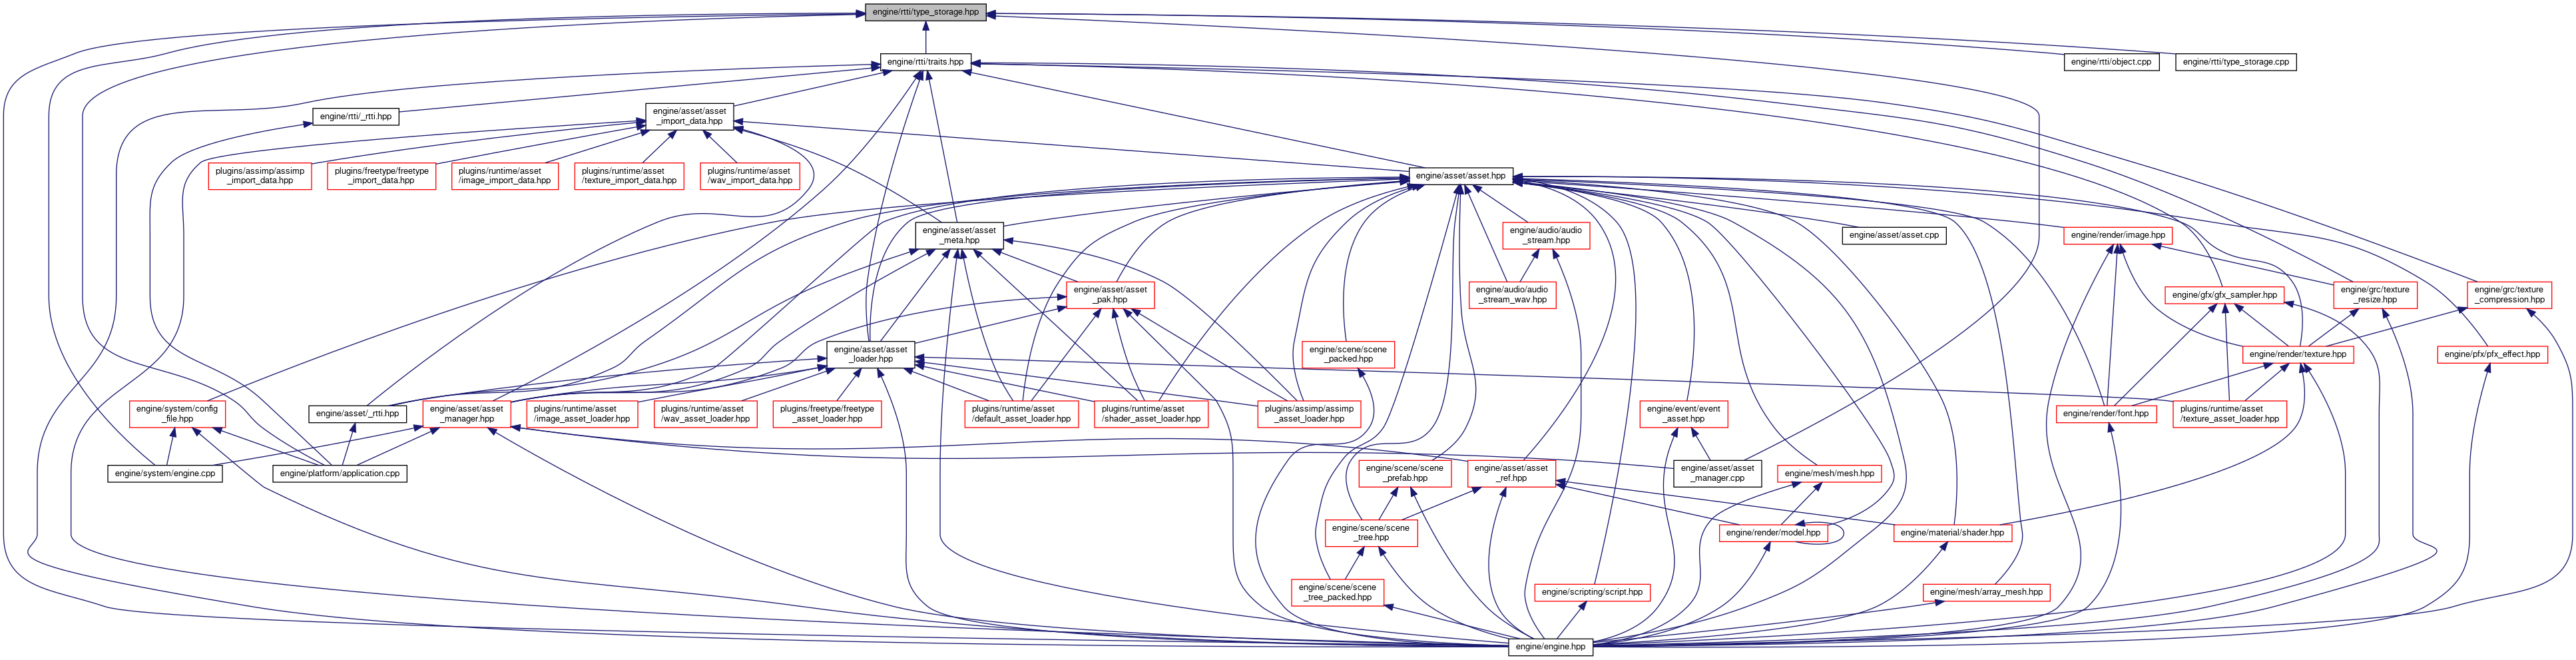 engine/rtti/type_storage.hpp
engine/rtti/traits.hpp
engine/rtti/object.cpp
engine/rtti/type_storage.cpp
engine/rtti/_rtti.hpp
engine/asset/asset
_import_data.hpp
plugins/assimp/assimp
_import_data.hpp
plugins/freetype/freetype
_import_data.hpp
plugins/runtime/asset
/image_import_data.hpp
plugins/runtime/asset
/texture_import_data.hpp
plugins/runtime/asset
/wav_import_data.hpp
engine/asset/asset.hpp
engine/asset/asset
_meta.hpp
engine/audio/audio
_stream.hpp
engine/asset/asset.cpp
engine/render/image.hpp
engine/asset/asset
_pak.hpp
engine/audio/audio
_stream_wav.hpp
engine/gfx/gfx_sampler.hpp
engine/grc/texture
_resize.hpp
engine/grc/texture
_compression.hpp
engine/asset/asset
_loader.hpp
engine/scene/scene
_packed.hpp
engine/render/texture.hpp
engine/pfx/pfx_effect.hpp
engine/system/config
_file.hpp
engine/asset/_rtti.hpp
engine/asset/asset
_manager.hpp
plugins/runtime/asset
/image_asset_loader.hpp
plugins/runtime/asset
/wav_asset_loader.hpp
plugins/freetype/freetype
_asset_loader.hpp
plugins/runtime/asset
/default_asset_loader.hpp
plugins/runtime/asset
/shader_asset_loader.hpp
plugins/assimp/assimp
_asset_loader.hpp
engine/event/event
_asset.hpp
engine/render/font.hpp
plugins/runtime/asset
/texture_asset_loader.hpp
engine/system/engine.cpp
engine/platform/application.cpp
engine/scene/scene
_prefab.hpp
engine/asset/asset
_ref.hpp
engine/asset/asset
_manager.cpp
engine/mesh/mesh.hpp
engine/scene/scene
_tree.hpp
engine/render/model.hpp
engine/material/shader.hpp
engine/scene/scene
_tree_packed.hpp
engine/scripting/script.hpp
engine/mesh/array_mesh.hpp
engine/engine.hpp